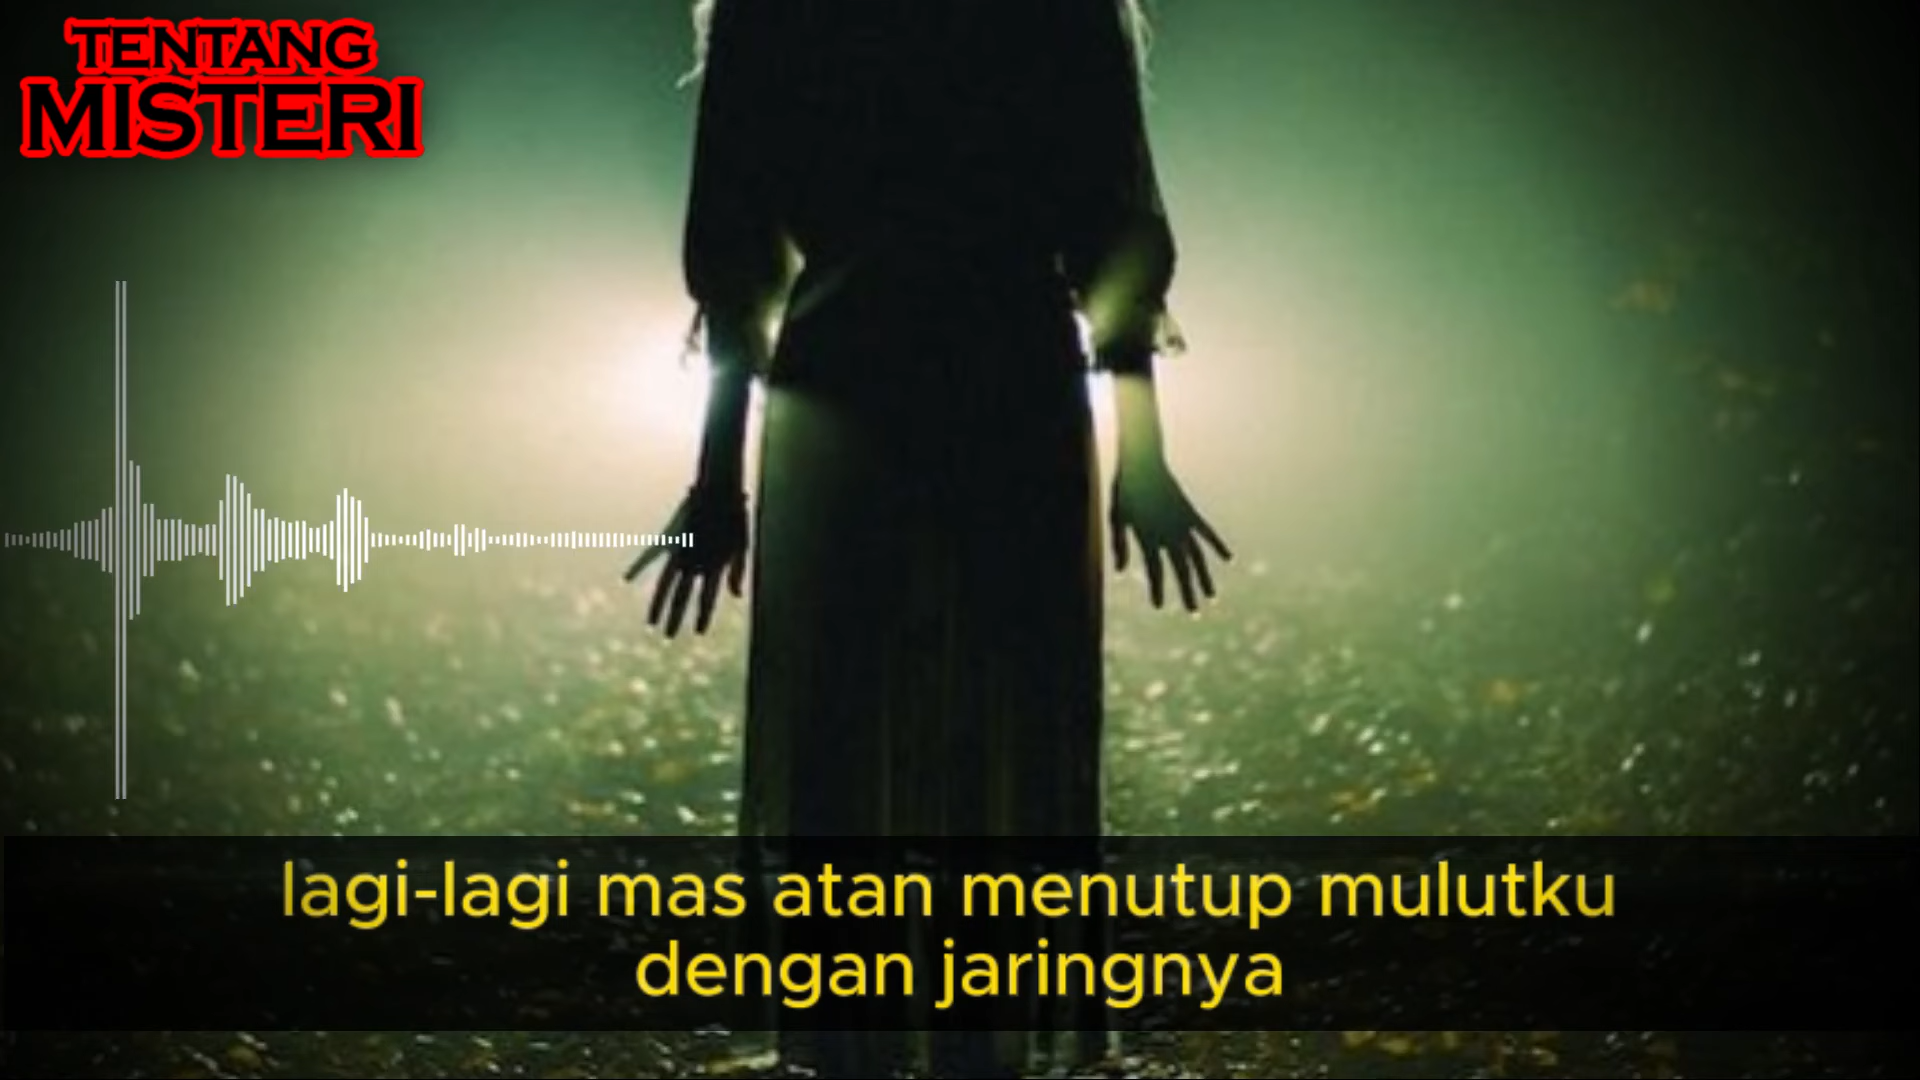 TENTANG
MISTERI
lagi-lagi mas atan menutup mulutku
dengan jaringnya